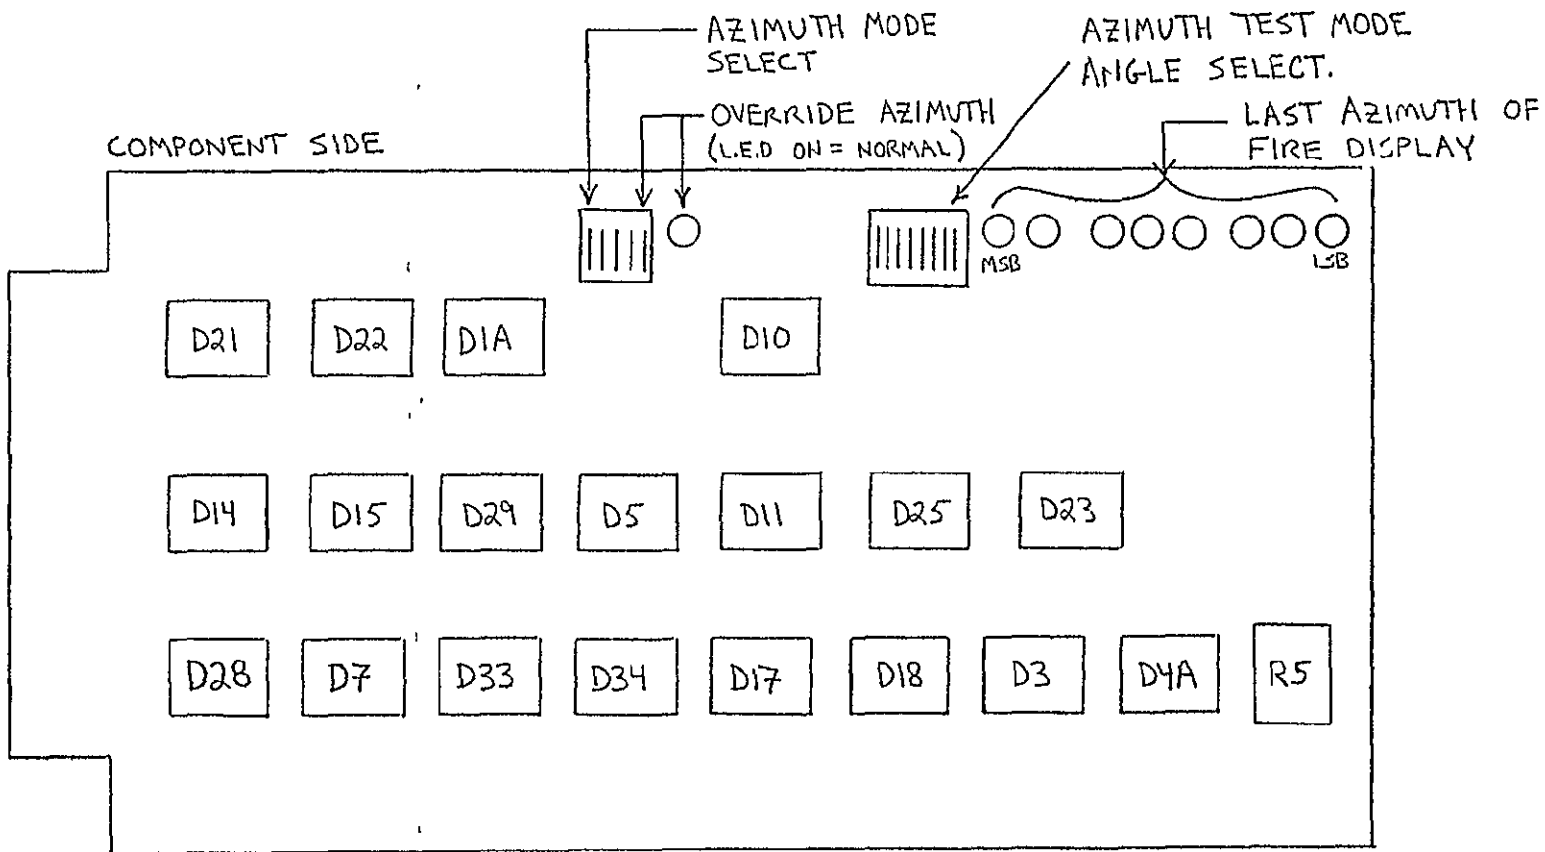 AZIMUTH MODE
SELECT
AZIMUTH TEST MODE
ANGLE SELECT.
OVERRIDE AZIMUTH
(L.E.D ON = NORMAL)
LAST AZIMUTH OF
FIRE DISPLAY
COMPONENT SIDE
MSB
LSB
D21 D22 D1A D10
D14 D15 D29 D5 D11 D25 D23
D28 D7 D33 D34 D17 D18 D3 D4A R5